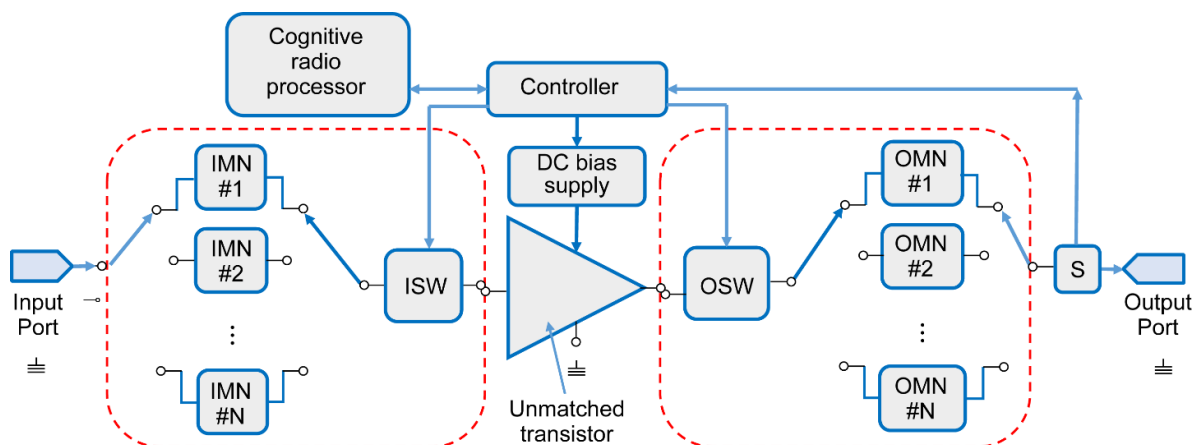 Cognitive
radio
processor
Controller
DC bias
supply
IMN
#1
IMN
#2
⋮
IMN
#N
ISW
OSW
OMN
#1
OMN
#2
⋮
OMN
#N
S
Input
Port
Output
Port
Unmatched
transistor